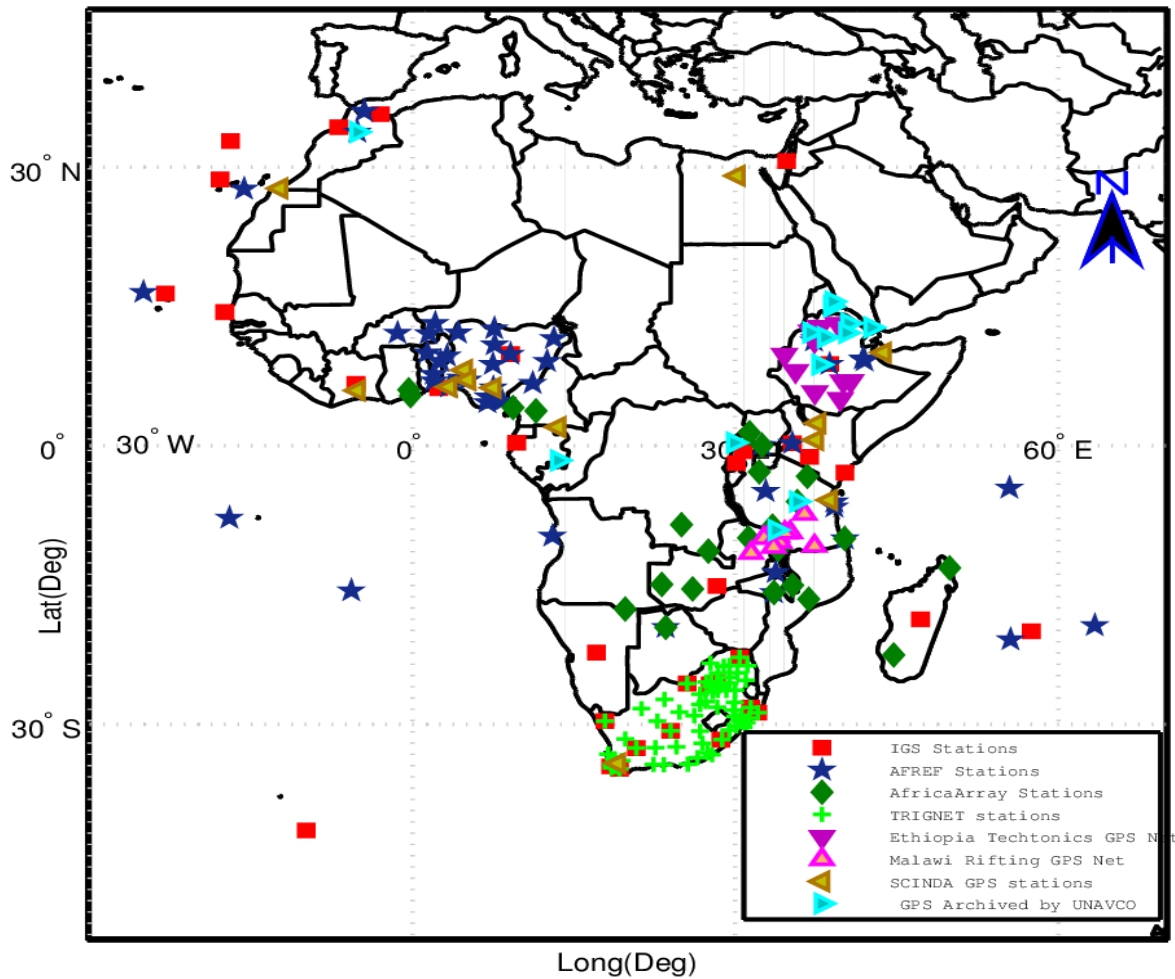 N
30° N
30° W
0°
30° E
60° E
0°
30° S
Lat(Deg)
Long(Deg)
IGS Stations
AFREF Stations
AfricaArray Stations
TRIGNET stations
Ethiopia Techtonics GPS Net
Malawi Rifting GPS Net
SCINDA GPS stations
GPS Archived by UNAVCO